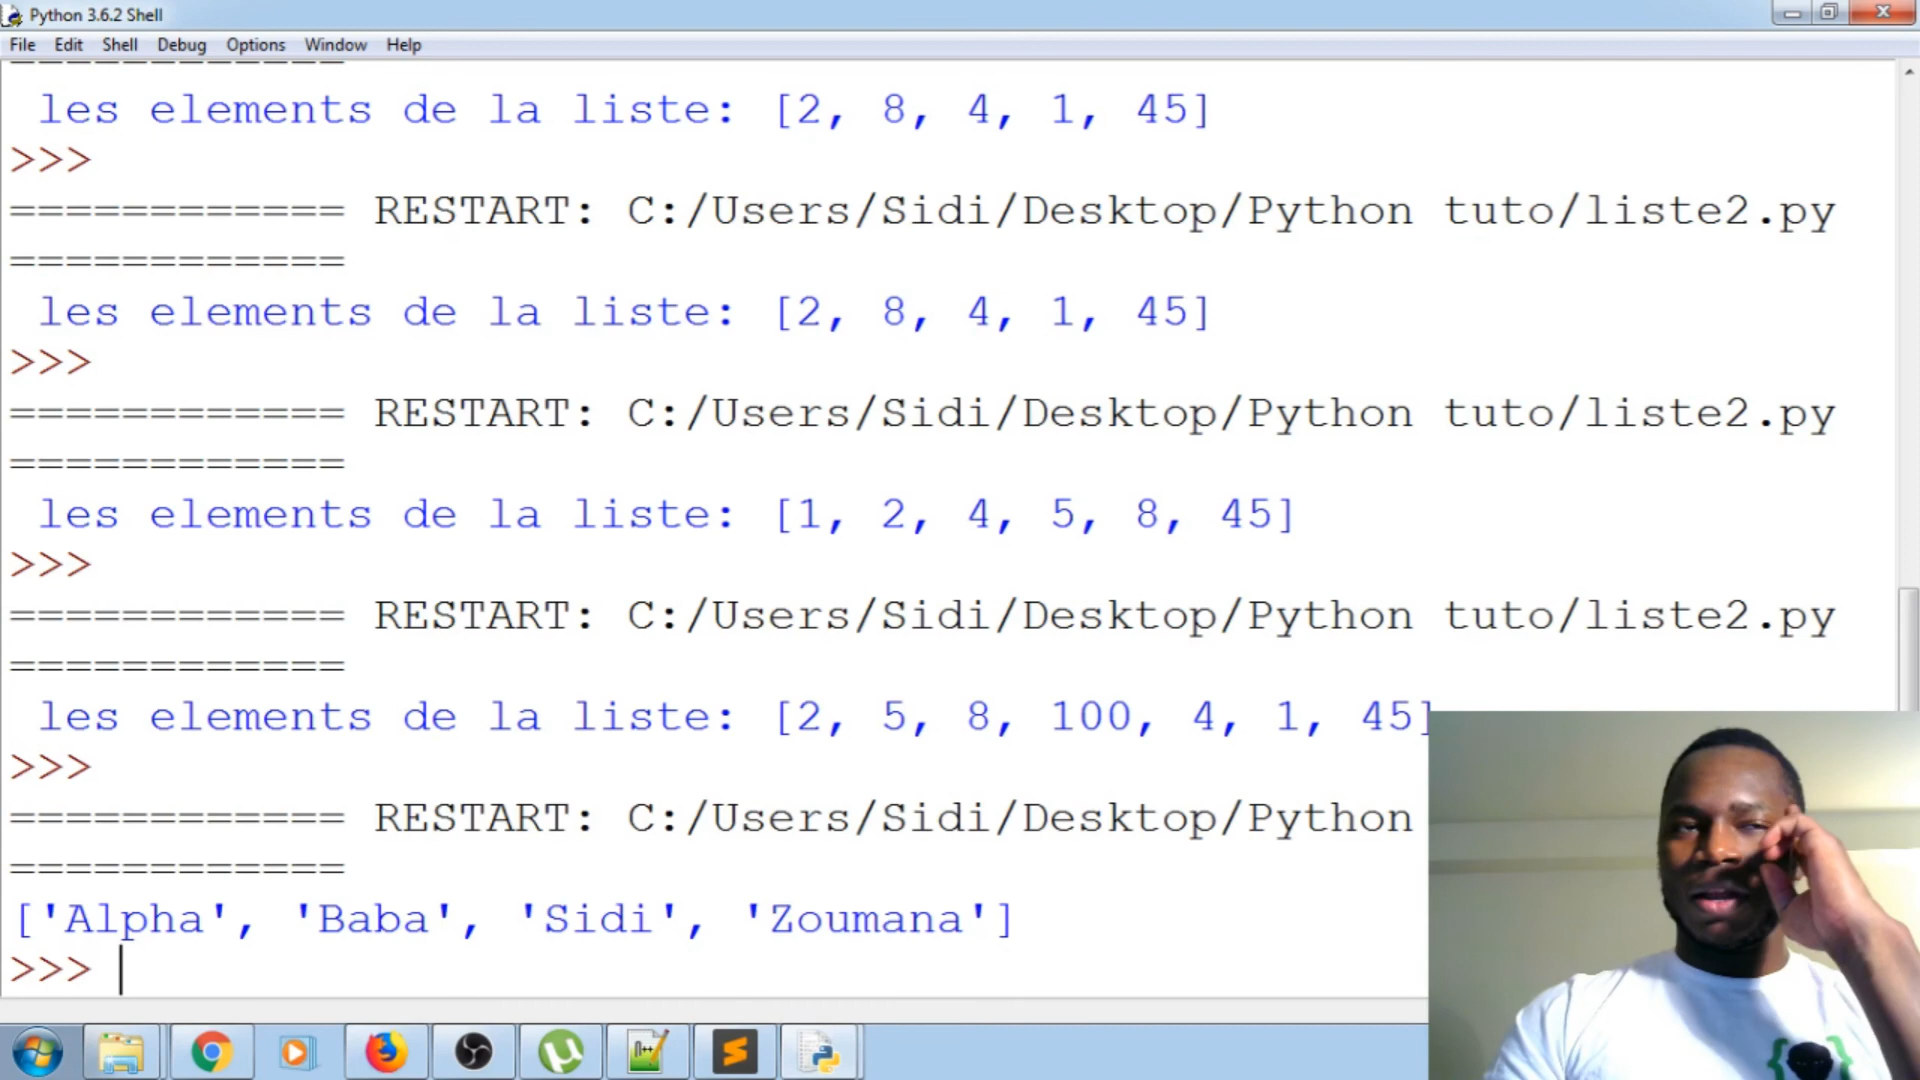 Python 3.6.2 Shell
File Edit Shell Debug Options Window Help
============
les elements de la liste: [2, 8, 4, 1, 45]
>>>
============ RESTART: C:/Users/Sidi/Desktop/Python tuto/liste2.py
============
les elements de la liste: [2, 8, 4, 1, 45]
>>>
============ RESTART: C:/Users/Sidi/Desktop/Python tuto/liste2.py
============
les elements de la liste: [1, 2, 4, 5, 8, 45]
>>>
============ RESTART: C:/Users/Sidi/Desktop/Python tuto/liste2.py
============
les elements de la liste: [2, 5, 8, 100, 4, 1, 45]
>>>
============ RESTART: C:/Users/Sidi/Desktop/Python
============
['Alpha', 'Baba', 'Sidi', 'Zoumana']
>>>